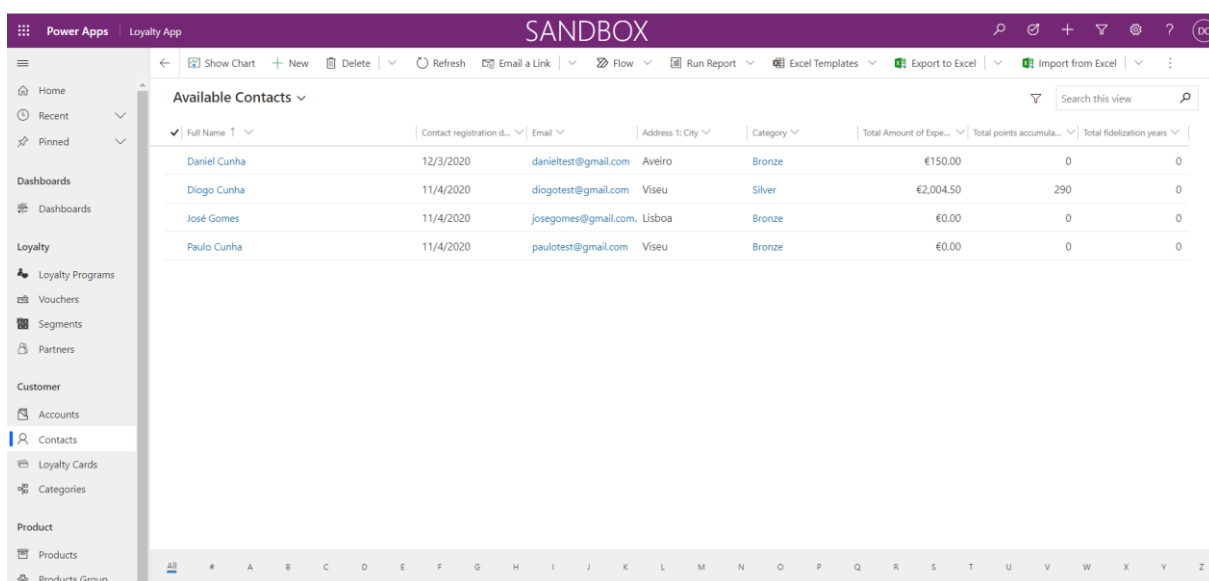 Power Apps Loyalty App SANDBOX ? DC
Show Chart New Delete Refresh Email a Link Flow Run Report Excel Templates Export to Excel Import from Excel
Home
Recent
Pinned
Dashboards
Dashboards
Loyalty
Loyalty Programs
Vouchers
Segments
Partners
Customer
Accounts
Contacts
Loyalty Cards
Categories
Product
Products
Products Group
Available Contacts
Search this view
Full Name Contact registration d... Email Address 1: City Category Total Amount of Expe... Total points accumula... Total fidelization years
Daniel Cunha 12/3/2020 danieltest@gmail.com Aveiro Bronze €150.00 0 0
Diogo Cunha 11/4/2020 diogotest@gmail.com Viseu Silver €2,004.50 290 0
José Gomes 11/4/2020 josegomes@gmail.com. Lisboa Bronze €0.00 0 0
Paulo Cunha 11/4/2020 paulotest@gmail.com Viseu Bronze €0.00 0 0
All # A B C D E F G H I J K L M N O P Q R S T U V W X Y Z